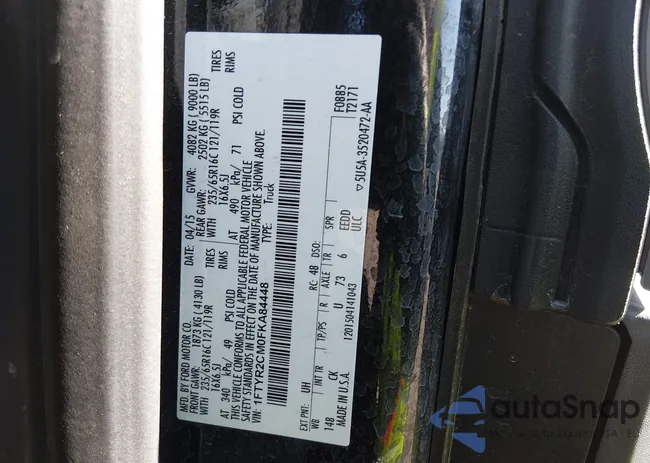 MFD. BY FORD MOTOR CO. DATE: 04/15 GVWR: 4082 KG ( 9000 LB)
FRONT GAWR: 1873 KG ( 4130 LB) REAR GAWR: 2502 KG ( 5515 LB)
WITH 235/65R16C 121/119R TIRES WITH 235/65R16C 121/119R TIRES
16X6.5J RIMS 16X6.5J RIMS
AT 340 kPa/ 49 PSI COLD AT 490 kPa/ 71 PSI COLD
THIS VEHICLE CONFORMS TO ALL APPLICABLE FEDERAL MOTOR VEHICLE
SAFETY STANDARDS IN EFFECT ON THE DATE OF MANUFACTURE SHOWN ABOVE.
VIN: 1FTYR2CM0FKA84448 TYPE: Truck
F0885
T2171
EXT PNT: UH RC: 48 DSO:
WB INT TR TP/PS R AXLE TR SPR
148 CK U 73 6 EEDD
ULC
MADE IN U.S.A. 1201504141043 ▽5U5A-3520472-AA
autoSnap